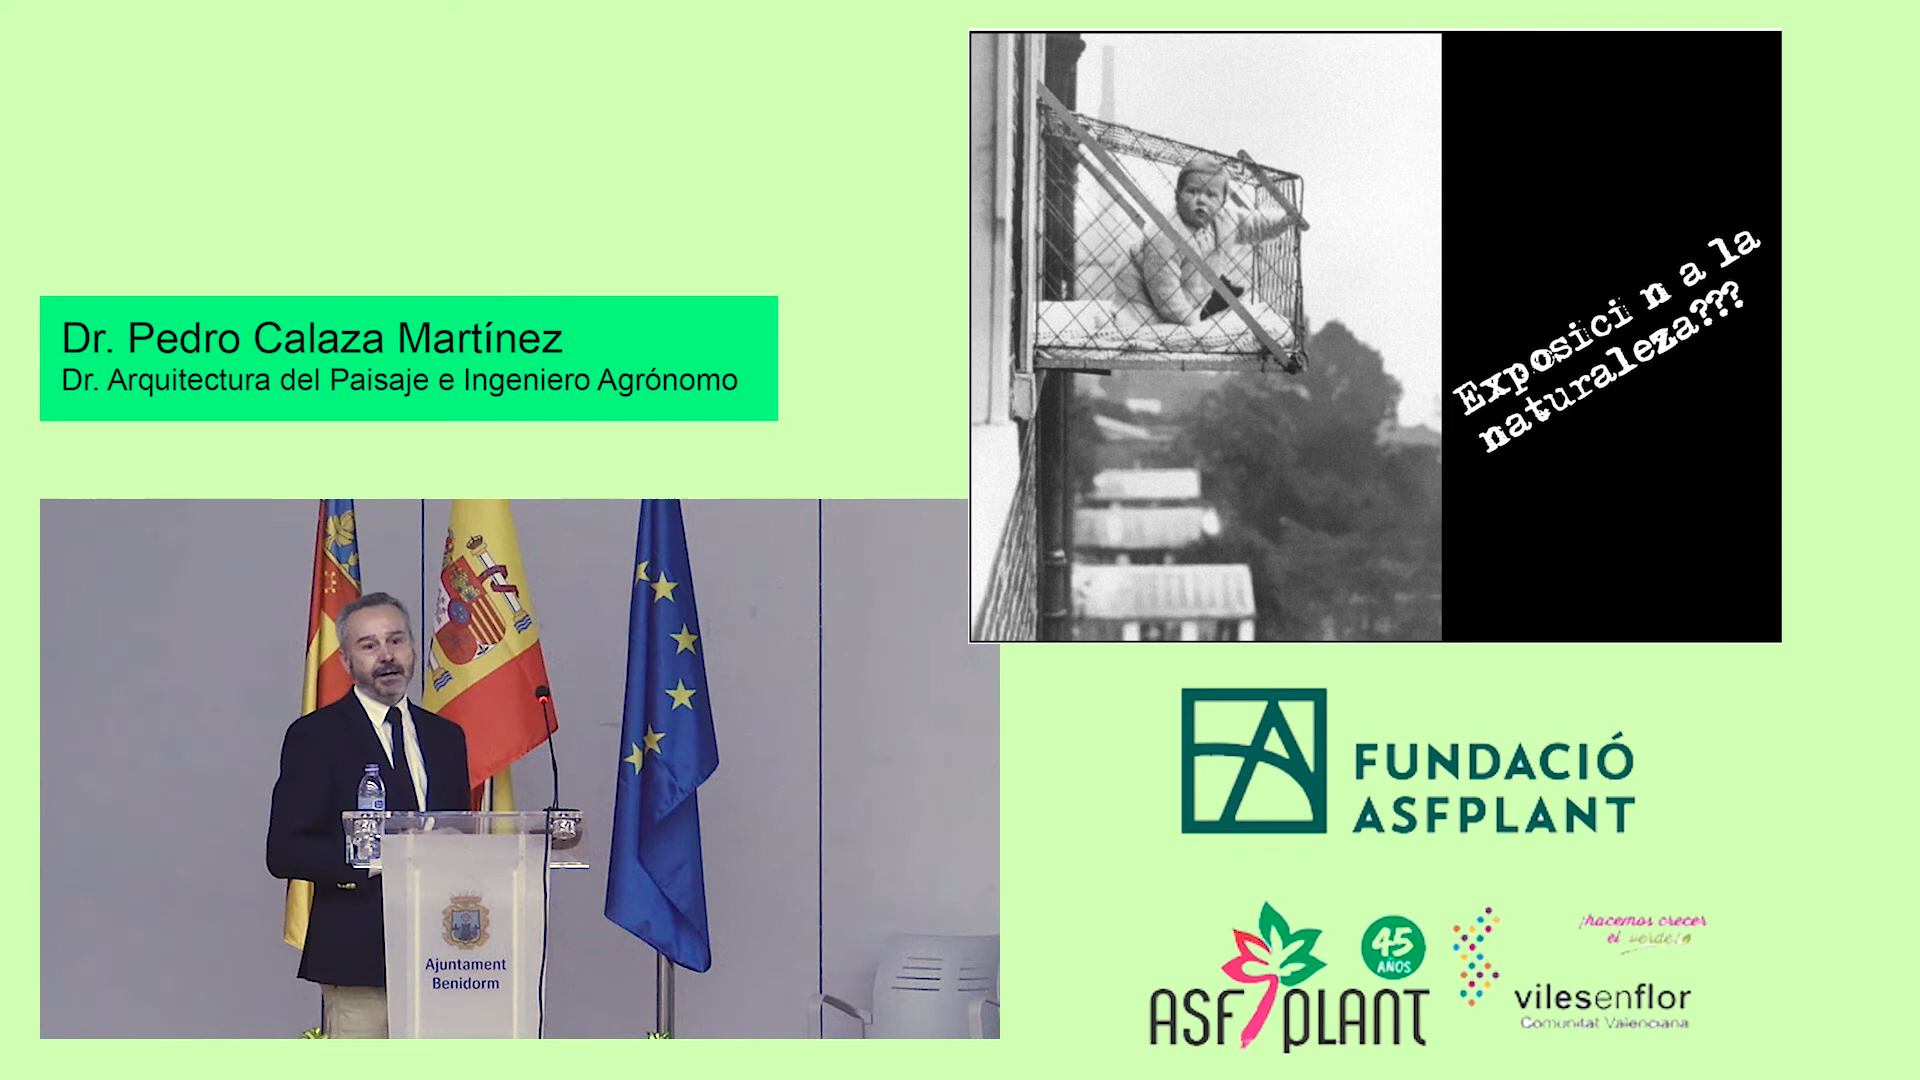 Dr. Pedro Calaza Martínez
Dr. Arquitectura del Paisaje e Ingeniero Agrónomo
Exposici n a la
naturaleza???
Ajuntament
Benidorm
FUNDACIÓ
ASFPLANT
ASFPLANT
45
AÑOS
¡hacemos crecer
el verde!
vilesenflor
Comunitat Valenciana